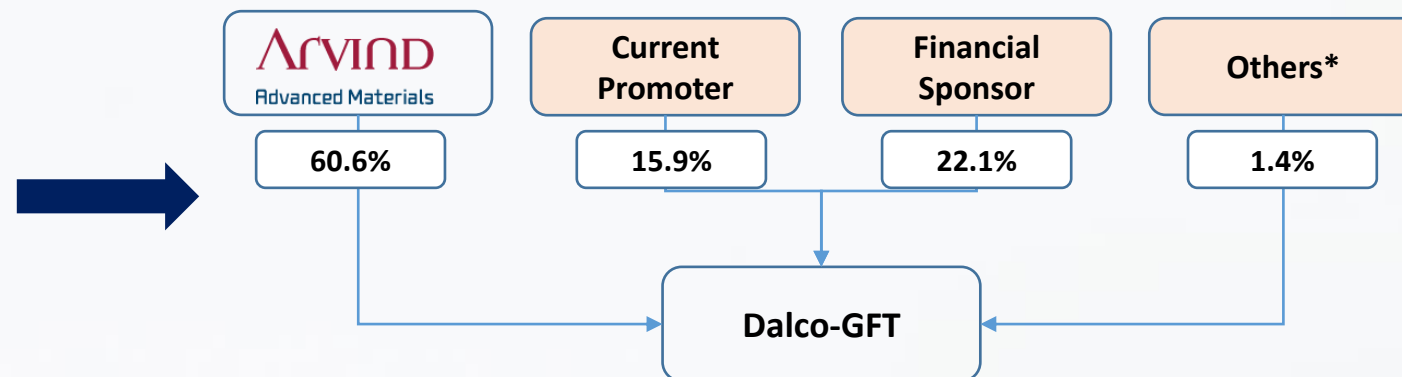 Arvind
Advanced Materials
Current
Promoter
Financial
Sponsor
Others*
60.6%
15.9%
22.1%
1.4%
Dalco-GFT